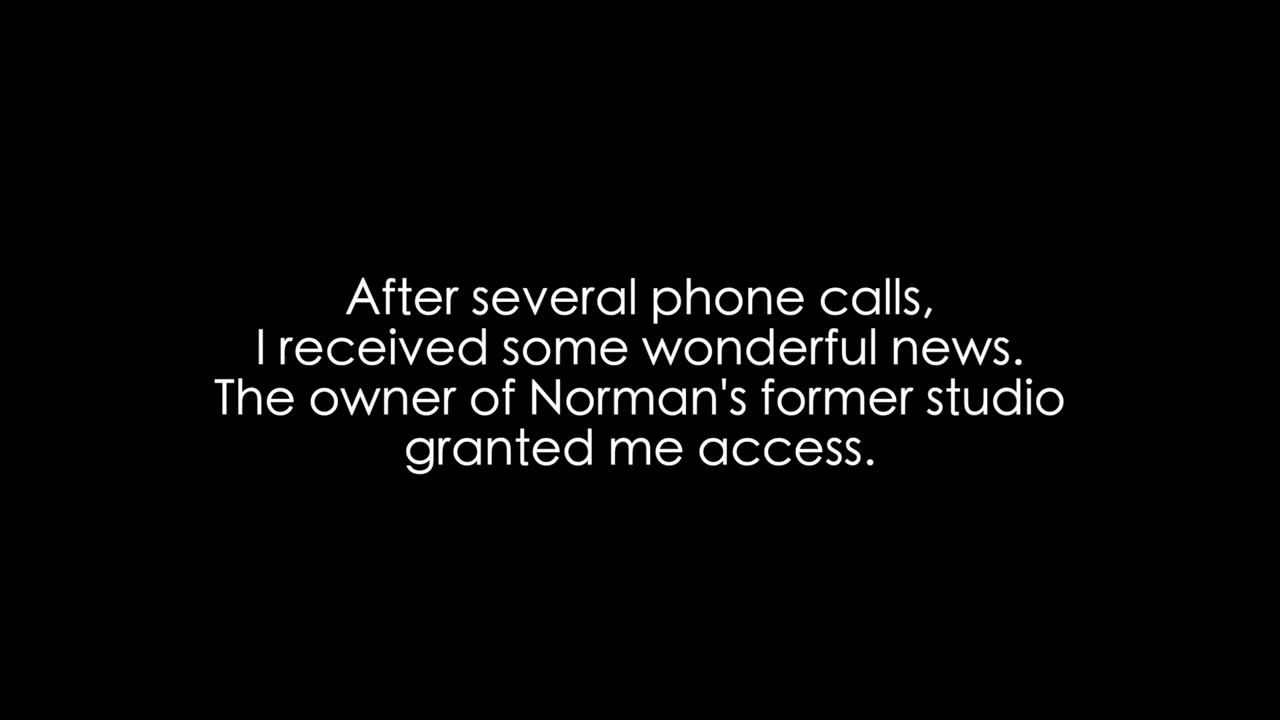 After several phone calls,
I received some wonderful news.
The owner of Norman's former studio
granted me access.